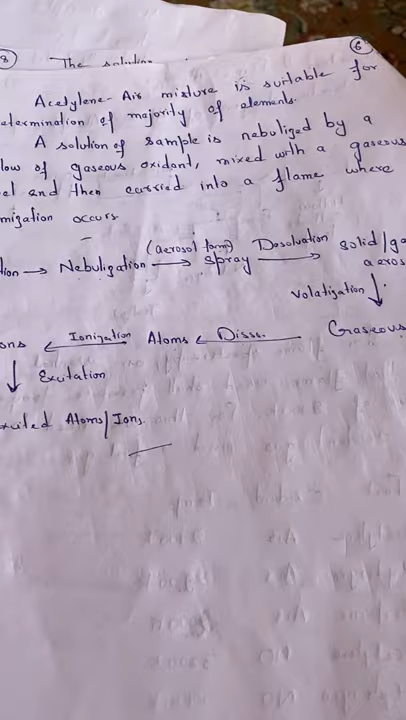 8
6
The solution
Acetylene-Air mixture is suitable for
etermination of majority of elements.
A solution of sample is nebulized by a
low of gaseous oxidant, mixed with a gaseous
el and then carried into a flame where
mization occurs
tion → Nebulization → (aerosol form) spray → Desolvation solid/ga
aeros
Volatization ↓
ons ← Ionization Atoms ← Disso. Gaseous
↓ Excitation
xcited Atoms/Ions.